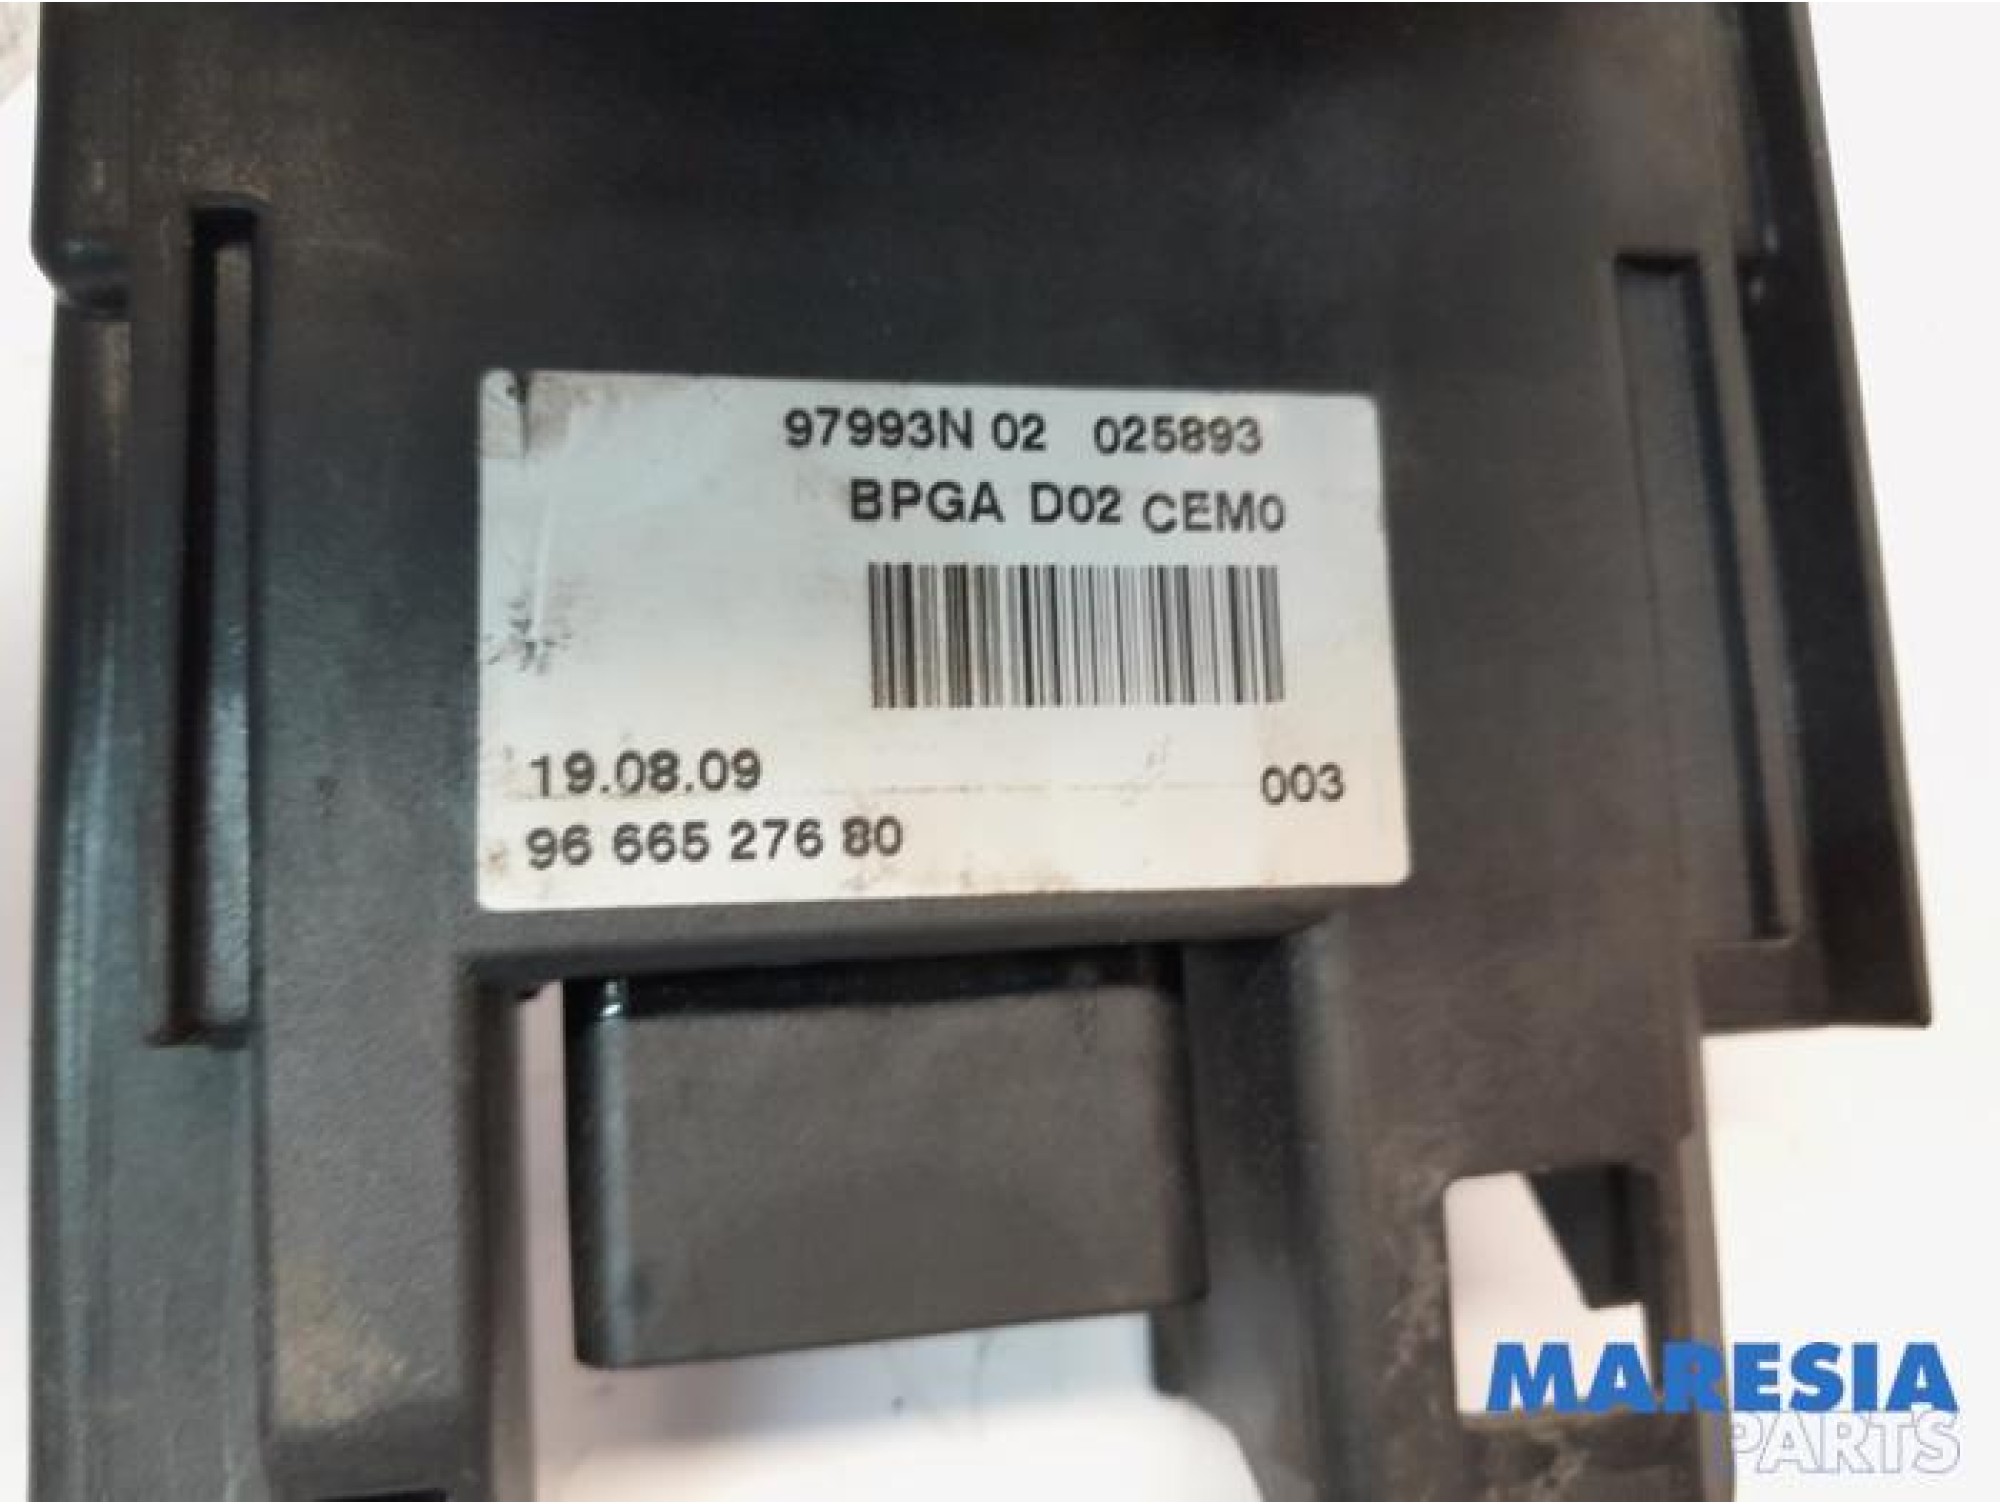 97993N 02 025893
BPGA D02 CEM0
19.08.09
003
96 665 276 80
MARESIA
PARTS